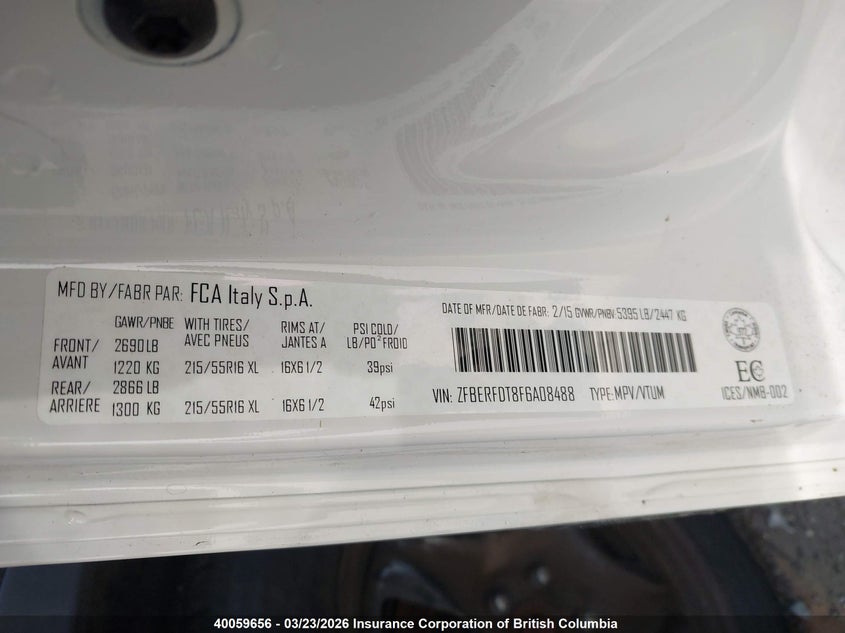 MFD BY/FABR PAR: FCA Italy S.p.A.
GAWR/PNBE WITH TIRES/ AVEC PNEUS RIMS AT/ JANTES A PSI COLD/ LB/PO² FROID
FRONT/ AVANT 2690 LB 1220 KG 215/55R16 XL 16X6 1/2 39psi
REAR/ ARRIERE 2866 LB 1300 KG 215/55R16 XL 16X6 1/2 42psi
DATE OF MFR/DATE DE FABR: 2/15 GVWR/PNBV: 5395 LB/2447 KG
VIN: ZFBERFDT8F6A08488 TYPE: MPV/VTUM
EC
ICES/NMB-002
40059656 - 03/23/2026 Insurance Corporation of British Columbia